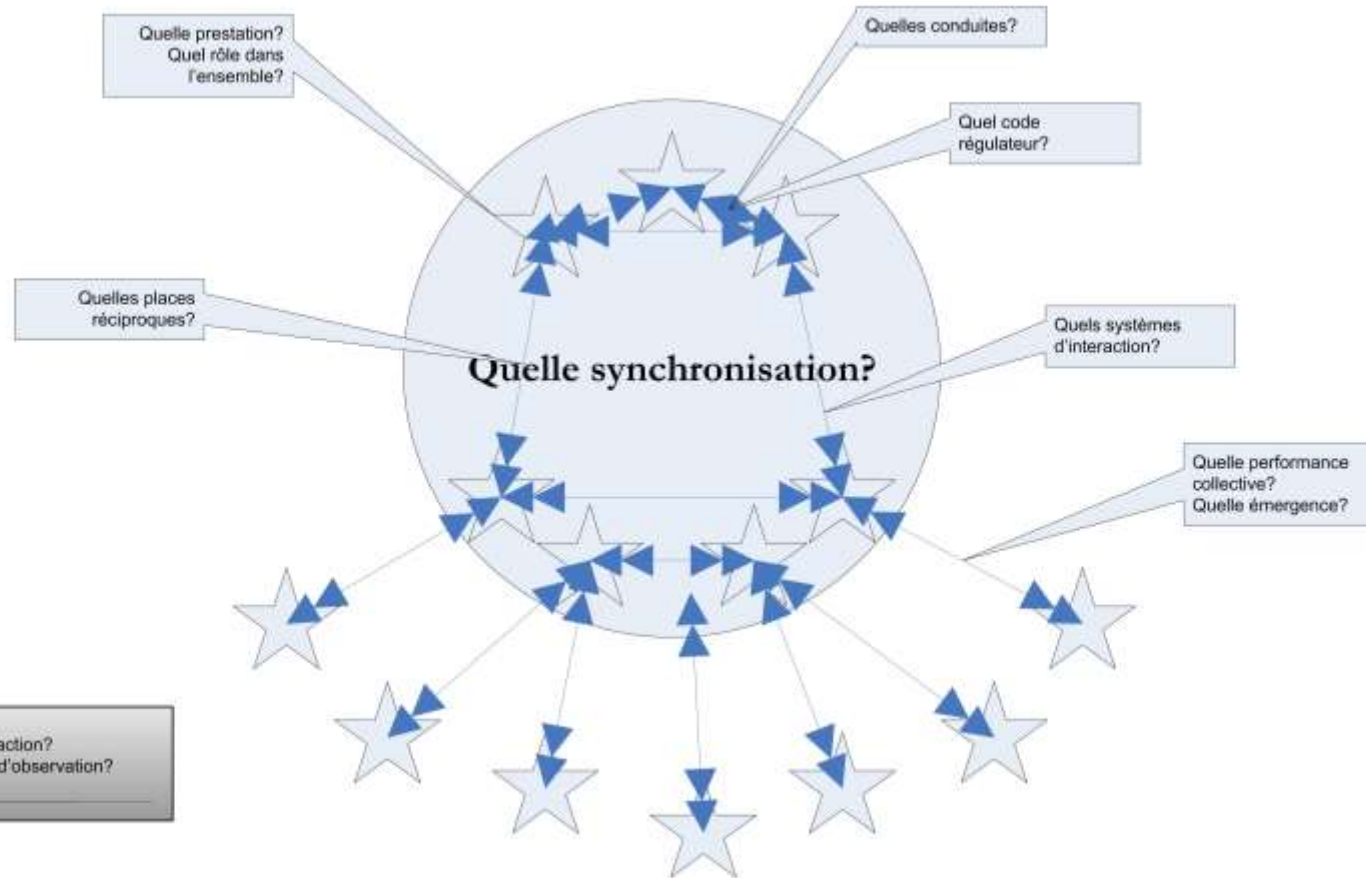 Quelle prestation?
Quel rôle dans
l'ensemble?
Quelles conduites?
Quel code
régulateur?
Quelles places
réciproques?
Quels systèmes
d'interaction?
Quelle synchronisation?
Quelle performance
collective?
Quelle émergence?
action?
d'observation?